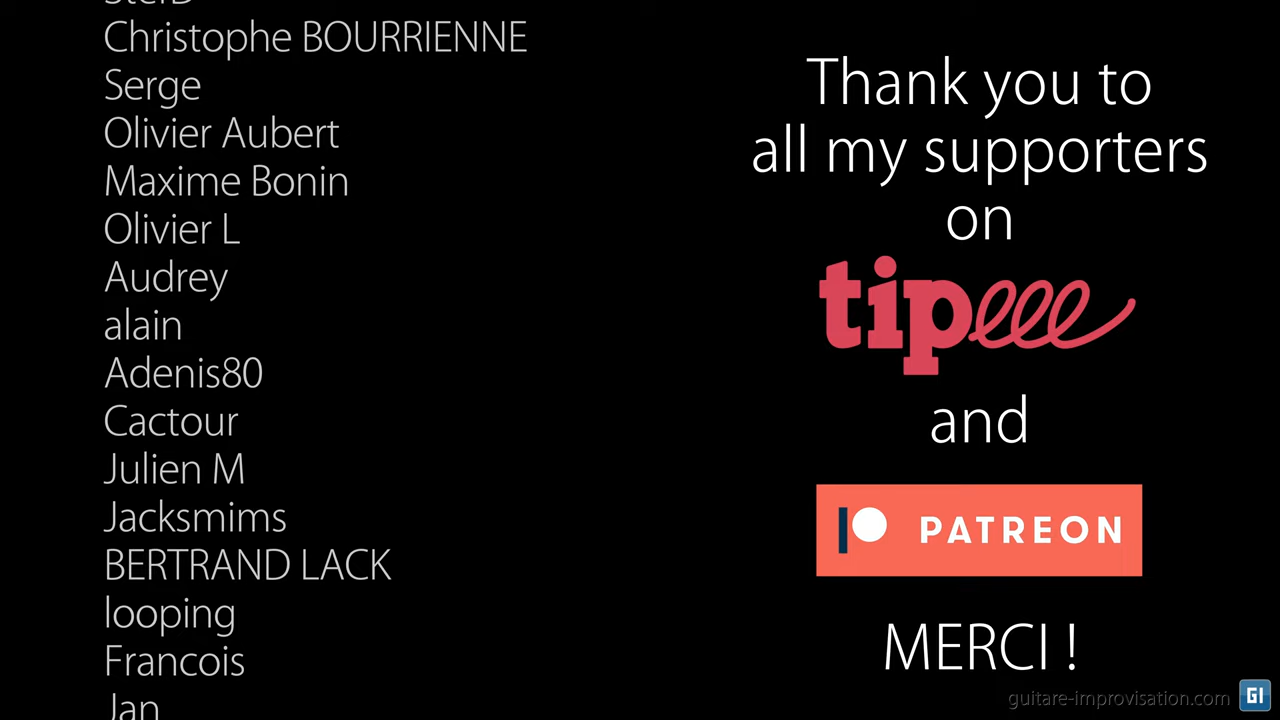 Christophe BOURRIENNE
Serge
Olivier Aubert
Maxime Bonin
Olivier L
Audrey
alain
Adenis80
Cactour
Julien M
Jacksmims
BERTRAND LACK
looping
Francois
Jan
Thank you to
all my supporters
on
tipeee
and
PATREON
MERCI !
guitare-improvisation.com GI